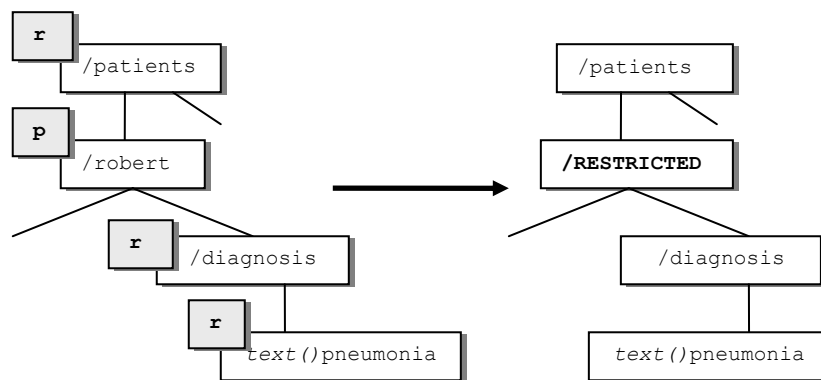 r
/patients
p
/robert
r
/diagnosis
r
text()pneumonia
/patients
/RESTRICTED
/diagnosis
text()pneumonia